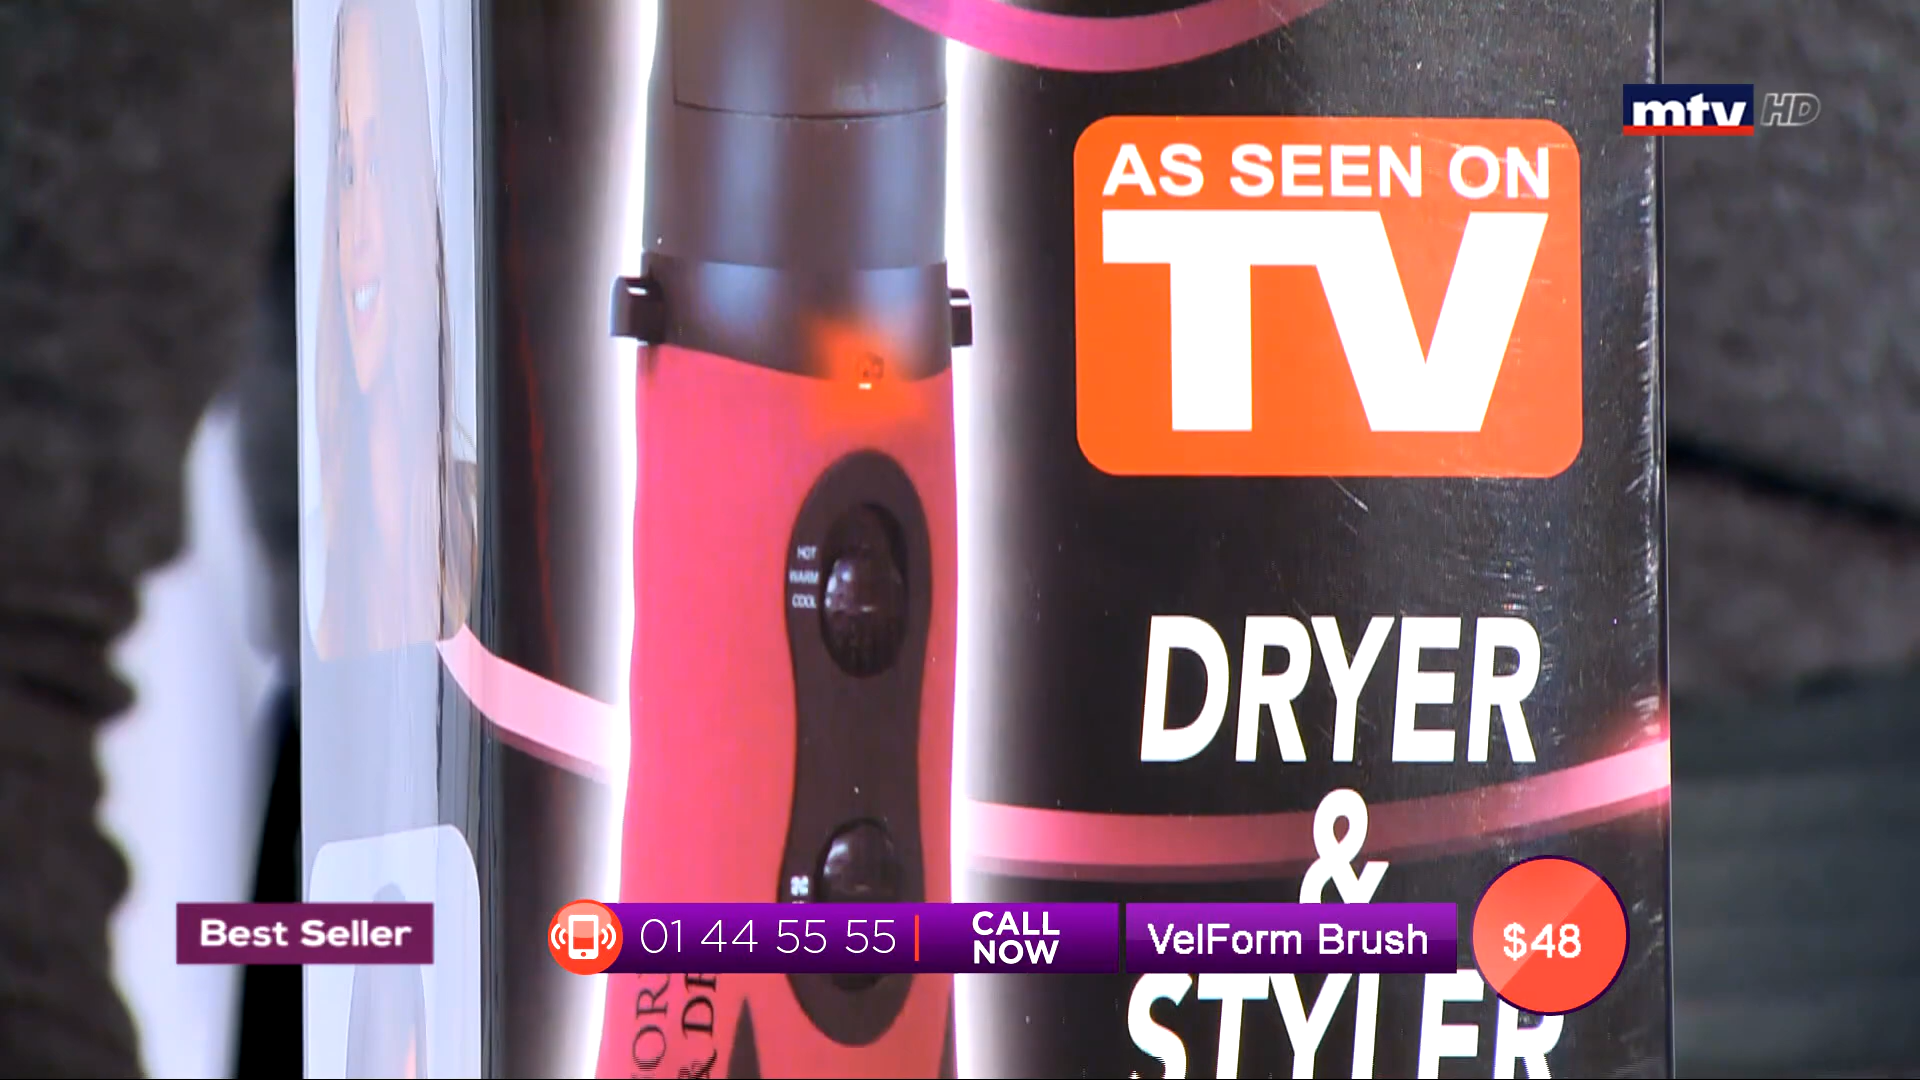 mtv HD
AS SEEN ON
TV
HOT
WARM
COOL
DRYER
&
STYLER
Best Seller
01 44 55 55
CALL
NOW
VelForm Brush
$48